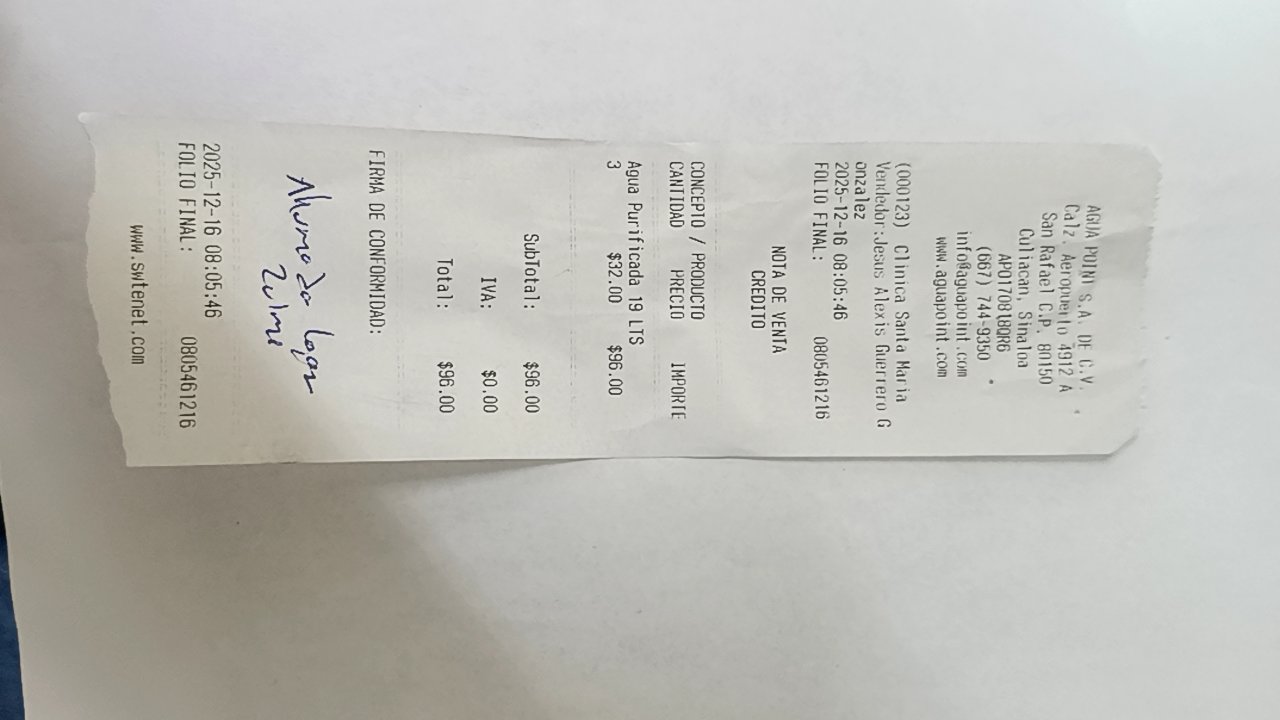 AGUA POINT S.A. DE C.V.
Calz. Aeropuerto 4912 A
San Rafael C.P. 80150
Culiacan, Sinaloa
APO170818QR6
(667) 744-9350
info@aguapoint.com
www.aguapoint.com
(000123) Clinica Santa Maria
Vendedor:Jesus Alexis Guerrero G
onzalez
2025-12-16 08:05:46
FOLIO FINAL: 0805461216
NOTA DE VENTA
CREDITO
CONCEPTO / PRODUCTO
CANTIDAD PRECIO IMPORTE
Agua Purificada 19 LTS
3 $32.00 $96.00
SubTotal: $96.00
IVA: $0.00
Total: $96.00
FIRMA DE CONFORMIDAD:
Ahumada
2025-12-16 08:05:46
FOLIO FINAL: 0805461216
www.swtenet.com